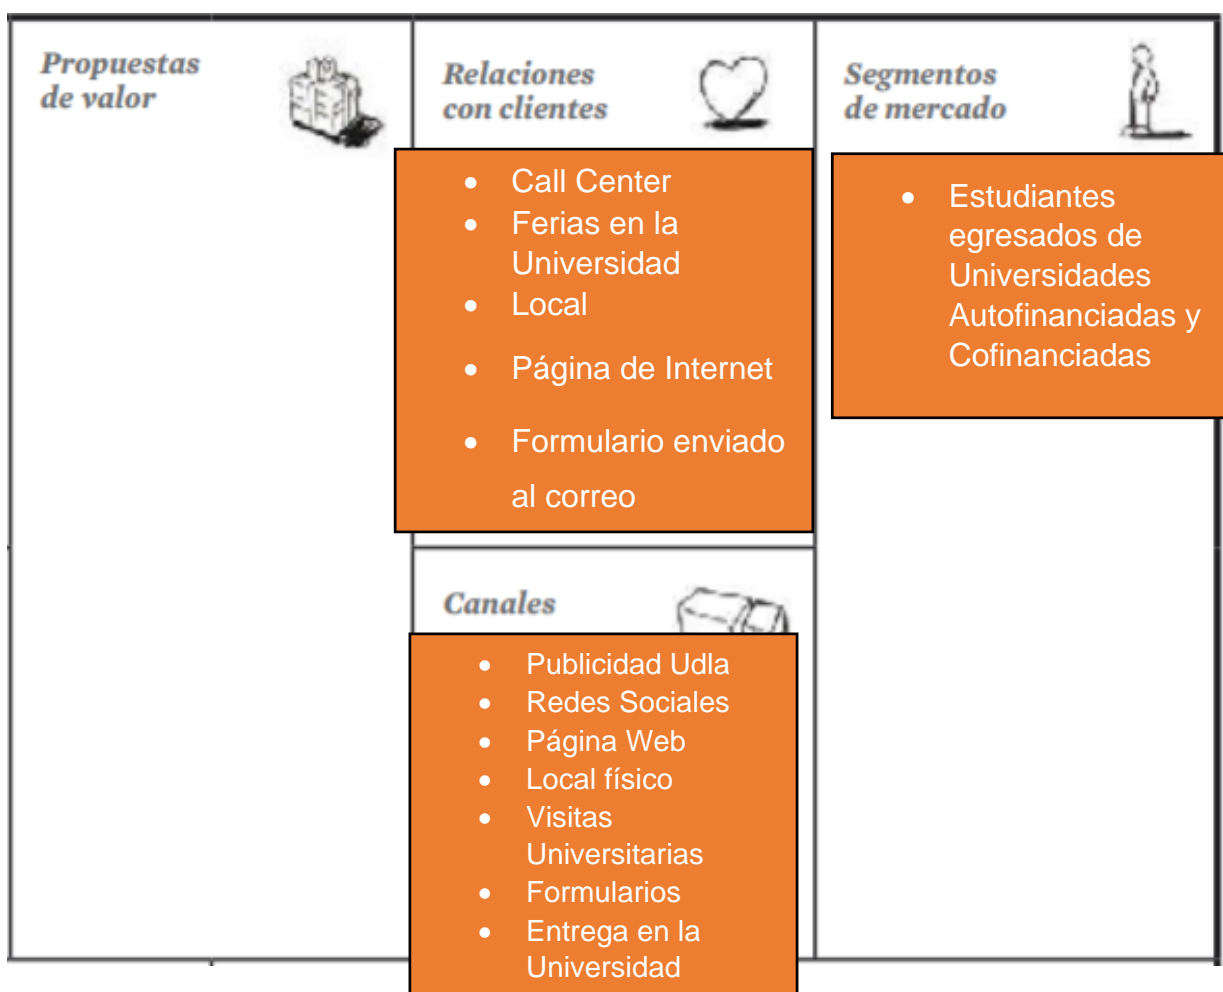 Propuestas
de valor
Relaciones
con clientes
• Call Center
• Ferias en la
Universidad
• Local
• Página de Internet
• Formulario enviado
al correo
Canales
• Publicidad Udla
• Redes Sociales
• Página Web
• Local físico
• Visitas
Universitarias
• Formularios
• Entrega en la
Universidad
Segmentos
de mercado
• Estudiantes
egresados de
Universidades
Autofinanciadas y
Cofinanciadas